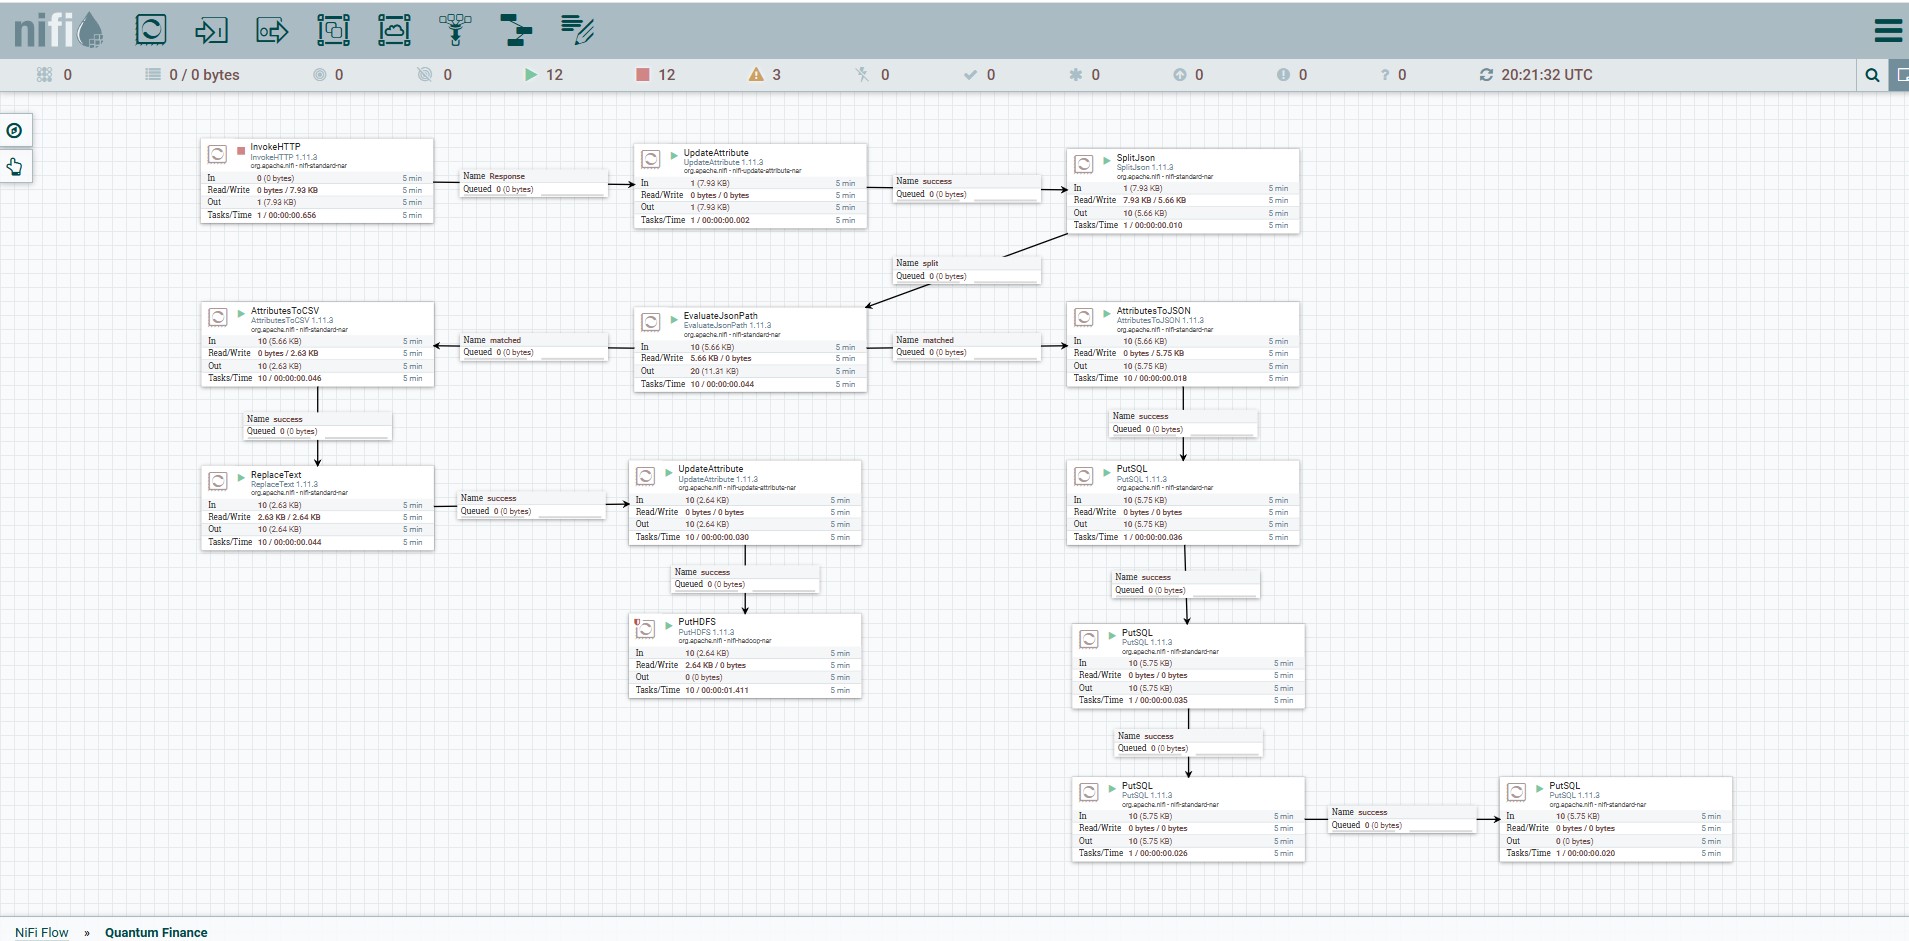 nifi
0 0 / 0 bytes 0 0 12 12 3 0 0 0 0 0 ? 0 20:21:32 UTC
InvokeHTTP
InvokeHTTP 1.11.3
org.apache.nifi - nifi-standard-nar
In 0 (0 bytes) 5 min
Read/Write 0 bytes / 7.93 KB 5 min
Out 1 (7.93 KB) 5 min
Tasks/Time 1 / 00:00:00.656 5 min
Name Response
Queued 0 (0 bytes)
UpdateAttribute
UpdateAttribute 1.11.3
org.apache.nifi - nifi-update-attribute-nar
In 1 (7.93 KB) 5 min
Read/Write 0 bytes / 0 bytes 5 min
Out 1 (7.93 KB) 5 min
Tasks/Time 1 / 00:00:00.002 5 min
Name success
Queued 0 (0 bytes)
SplitJson
SplitJson 1.11.3
org.apache.nifi - nifi-standard-nar
In 1 (7.93 KB) 5 min
Read/Write 7.93 KB / 5.66 KB 5 min
Out 10 (5.66 KB) 5 min
Tasks/Time 1 / 00:00:00.010 5 min
Name split
Queued 0 (0 bytes)
AttributesToCSV
AttributesToCSV 1.11.3
org.apache.nifi - nifi-standard-nar
In 10 (5.66 KB) 5 min
Read/Write 0 bytes / 2.63 KB 5 min
Out 10 (2.63 KB) 5 min
Tasks/Time 10 / 00:00:00.046 5 min
Name matched
Queued 0 (0 bytes)
EvaluateJsonPath
EvaluateJsonPath 1.11.3
org.apache.nifi - nifi-standard-nar
In 10 (5.66 KB) 5 min
Read/Write 5.66 KB / 0 bytes 5 min
Out 20 (11.31 KB) 5 min
Tasks/Time 10 / 00:00:00.044 5 min
Name matched
Queued 0 (0 bytes)
AttributesToJSON
AttributesToJSON 1.11.3
org.apache.nifi - nifi-standard-nar
In 10 (5.66 KB) 5 min
Read/Write 0 bytes / 5.75 KB 5 min
Out 10 (5.75 KB) 5 min
Tasks/Time 10 / 00:00:00.018 5 min
Name success
Queued 0 (0 bytes)
Name success
Queued 0 (0 bytes)
ReplaceText
ReplaceText 1.11.3
org.apache.nifi - nifi-standard-nar
In 10 (2.63 KB) 5 min
Read/Write 2.63 KB / 2.64 KB 5 min
Out 10 (2.64 KB) 5 min
Tasks/Time 10 / 00:00:00.044 5 min
Name success
Queued 0 (0 bytes)
UpdateAttribute
UpdateAttribute 1.11.3
org.apache.nifi - nifi-update-attribute-nar
In 10 (2.64 KB) 5 min
Read/Write 0 bytes / 0 bytes 5 min
Out 10 (2.64 KB) 5 min
Tasks/Time 10 / 00:00:00.030 5 min
PutSQL
PutSQL 1.11.3
org.apache.nifi - nifi-standard-nar
In 10 (5.75 KB) 5 min
Read/Write 0 bytes / 0 bytes 5 min
Out 10 (5.75 KB) 5 min
Tasks/Time 1 / 00:00:00.036 5 min
Name success
Queued 0 (0 bytes)
Name success
Queued 0 (0 bytes)
PutHDFS
PutHDFS 1.11.3
org.apache.nifi - nifi-hadoop-nar
In 10 (2.64 KB) 5 min
Read/Write 2.64 KB / 0 bytes 5 min
Out 0 (0 bytes) 5 min
Tasks/Time 10 / 00:00:01.411 5 min
PutSQL
PutSQL 1.11.3
org.apache.nifi - nifi-standard-nar
In 10 (5.75 KB) 5 min
Read/Write 0 bytes / 0 bytes 5 min
Out 10 (5.75 KB) 5 min
Tasks/Time 1 / 00:00:00.035 5 min
Name success
Queued 0 (0 bytes)
PutSQL
PutSQL 1.11.3
org.apache.nifi - nifi-standard-nar
In 10 (5.75 KB) 5 min
Read/Write 0 bytes / 0 bytes 5 min
Out 10 (5.75 KB) 5 min
Tasks/Time 1 / 00:00:00.026 5 min
Name success
Queued 0 (0 bytes)
PutSQL
PutSQL 1.11.3
org.apache.nifi - nifi-standard-nar
In 10 (5.75 KB) 5 min
Read/Write 0 bytes / 0 bytes 5 min
Out 0 (0 bytes) 5 min
Tasks/Time 1 / 00:00:00.020 5 min
NiFi Flow » Quantum Finance